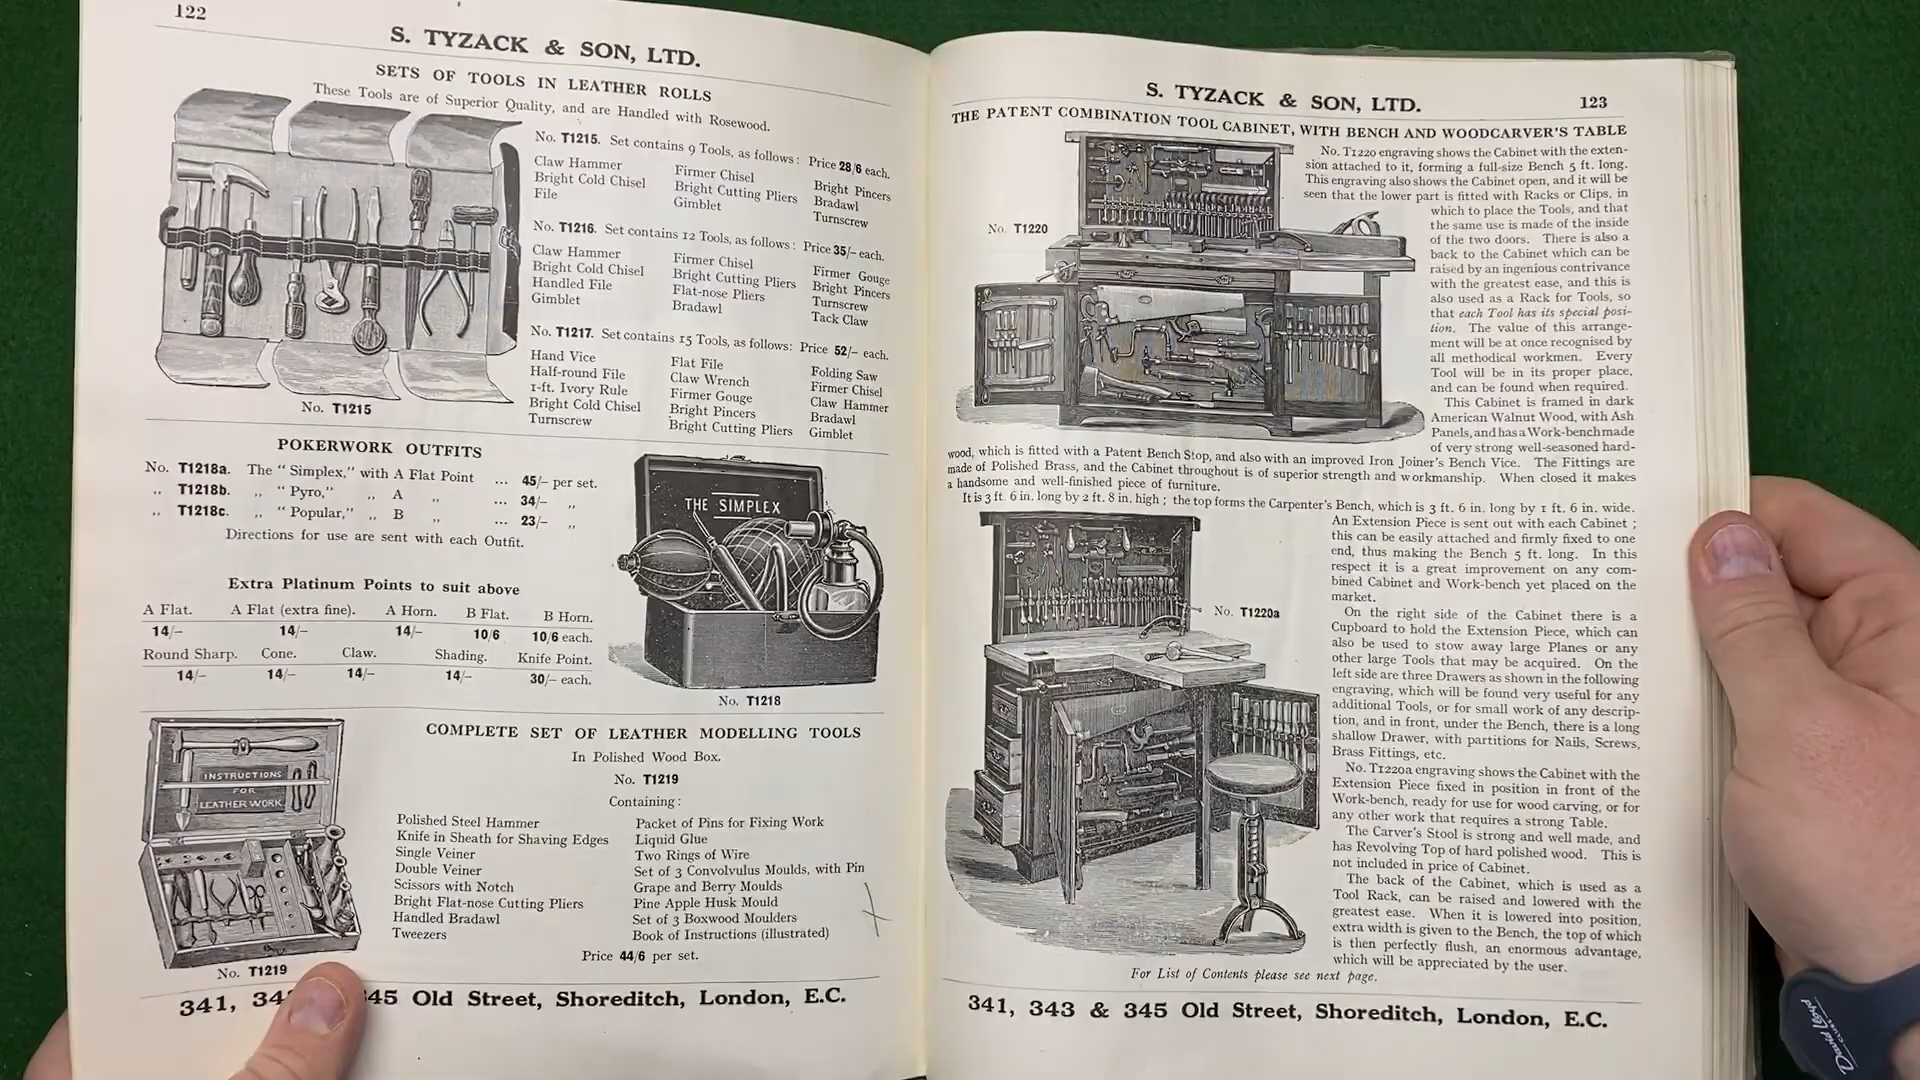 122
S. TYZACK & SON, LTD.
SETS OF TOOLS IN LEATHER ROLLS
These Tools are of Superior Quality, and are Handled with Rosewood.
No. T1215. Set contains 9 Tools, as follows: Price 28/6 each.
Claw Hammer Firmer Chisel Bright Pincers
Bright Cold Chisel Bright Cutting Pliers Bradawl
File Gimblet Turnscrew
No. T1216. Set contains 12 Tools, as follows: Price 35/- each.
Claw Hammer Firmer Chisel Firmer Gouge
Bright Cold Chisel Bright Cutting Pliers Bright Pincers
Handled File Flat-nose Pliers Turnscrew
Gimblet Bradawl Tack Claw
No. T1217. Set contains 15 Tools, as follows: Price 52/- each.
Hand Vice Flat File Folding Saw
Half-round File Claw Wrench Firmer Chisel
1-ft. Ivory Rule Firmer Gouge Claw Hammer
Bright Cold Chisel Bright Pincers Bradawl
Turnscrew Bright Cutting Pliers Gimblet
No. T1215
POKERWORK OUTFITS
No. T1218a. The "Simplex," with A Flat Point ... 45/- per set.
,, T1218b. ,, "Pyro," ,, A ,, ... 34/- ,,
,, T1218c. ,, "Popular," ,, B ,, ... 23/- ,,
Directions for use are sent with each Outfit.
THE SIMPLEX
No. T1218
Extra Platinum Points to suit above
A Flat. A Flat (extra fine). A Horn. B Flat. B Horn.
14/- 14/- 14/- 10/6 10/6 each.
Round Sharp. Cone. Claw. Shading. Knife Point.
14/- 14/- 14/- 14/- 30/- each.
INSTRUCTIONS
FOR
LEATHER WORK
No. T1219
COMPLETE SET OF LEATHER MODELLING TOOLS
In Polished Wood Box.
No. T1219
Containing:
Polished Steel Hammer Packet of Pins for Fixing Work
Knife in Sheath for Shaving Edges Liquid Glue
Single Veiner Two Rings of Wire
Double Veiner Set of 3 Convolvulus Moulds, with Pin
Scissors with Notch Grape and Berry Moulds
Bright Flat-nose Cutting Pliers Pine Apple Husk Mould
Handled Bradawl Set of 3 Boxwood Moulders
Tweezers Book of Instructions (illustrated)
Price 44/6 per set.
341, 34 45 Old Street, Shoreditch, London, E.C.
S. TYZACK & SON, LTD. 123
THE PATENT COMBINATION TOOL CABINET, WITH BENCH AND WOODCARVER'S TABLE
No. T1220
No. T1220 engraving shows the Cabinet with the exten-
sion attached to it, forming a full-size Bench 5 ft. long.
This engraving also shows the Cabinet open, and it will be
seen that the lower part is fitted with Racks or Clips, in
which to place the Tools, and that
the same use is made of the inside
of the two doors. There is also a
back to the Cabinet which can be
raised by an ingenious contrivance
with the greatest ease, and this is
also used as a Rack for Tools, so
that each Tool has its special posi-
tion. The value of this arrange-
ment will be at once recognised by
all methodical workmen. Every
Tool will be in its proper place,
and can be found when required.
This Cabinet is framed in dark
American Walnut Wood, with Ash
Panels, and has a Work-bench made
of very strong well-seasoned hard-
wood, which is fitted with a Patent Bench Stop, and also with an improved Iron Joiner's Bench Vice. The Fittings are
made of Polished Brass, and the Cabinet throughout is of superior strength and workmanship. When closed it makes
a handsome and well-finished piece of furniture.
It is 3 ft. 6 in. long by 2 ft. 8 in. high; the top forms the Carpenter's Bench, which is 3 ft. 6 in. long by 1 ft. 6 in. wide.
An Extension Piece is sent out with each Cabinet;
this can be easily attached and firmly fixed to one
end, thus making the Bench 5 ft. long. In this
respect it is a great improvement on any com-
bined Cabinet and Work-bench yet placed on the
market.
No. T1220a
On the right side of the Cabinet there is a
Cupboard to hold the Extension Piece, which can
also be used to stow away large Planes or any
other large Tools that may be acquired. On the
left side are three Drawers as shown in the following
engraving, which will be found very useful for any
additional Tools, or for small work of any descrip-
tion, and in front, under the Bench, there is a long
shallow Drawer, with partitions for Nails, Screws,
Brass Fittings, etc.
No. T1220a engraving shows the Cabinet with the
Extension Piece fixed in position in front of the
Work-bench, ready for use for wood carving, or for
any other work that requires a strong Table.
The Carver's Stool is strong and well made, and
has Revolving Top of hard polished wood. This is
not included in price of Cabinet.
The back of the Cabinet, which is used as a
Tool Rack, can be raised and lowered with the
greatest ease. When it is lowered into position,
extra width is given to the Bench, the top of which
is then perfectly flush, an enormous advantage,
which will be appreciated by the user.
For List of Contents please see next page.
341, 343 & 345 Old Street, Shoreditch, London, E.C.
David Lloyd
CLUBS